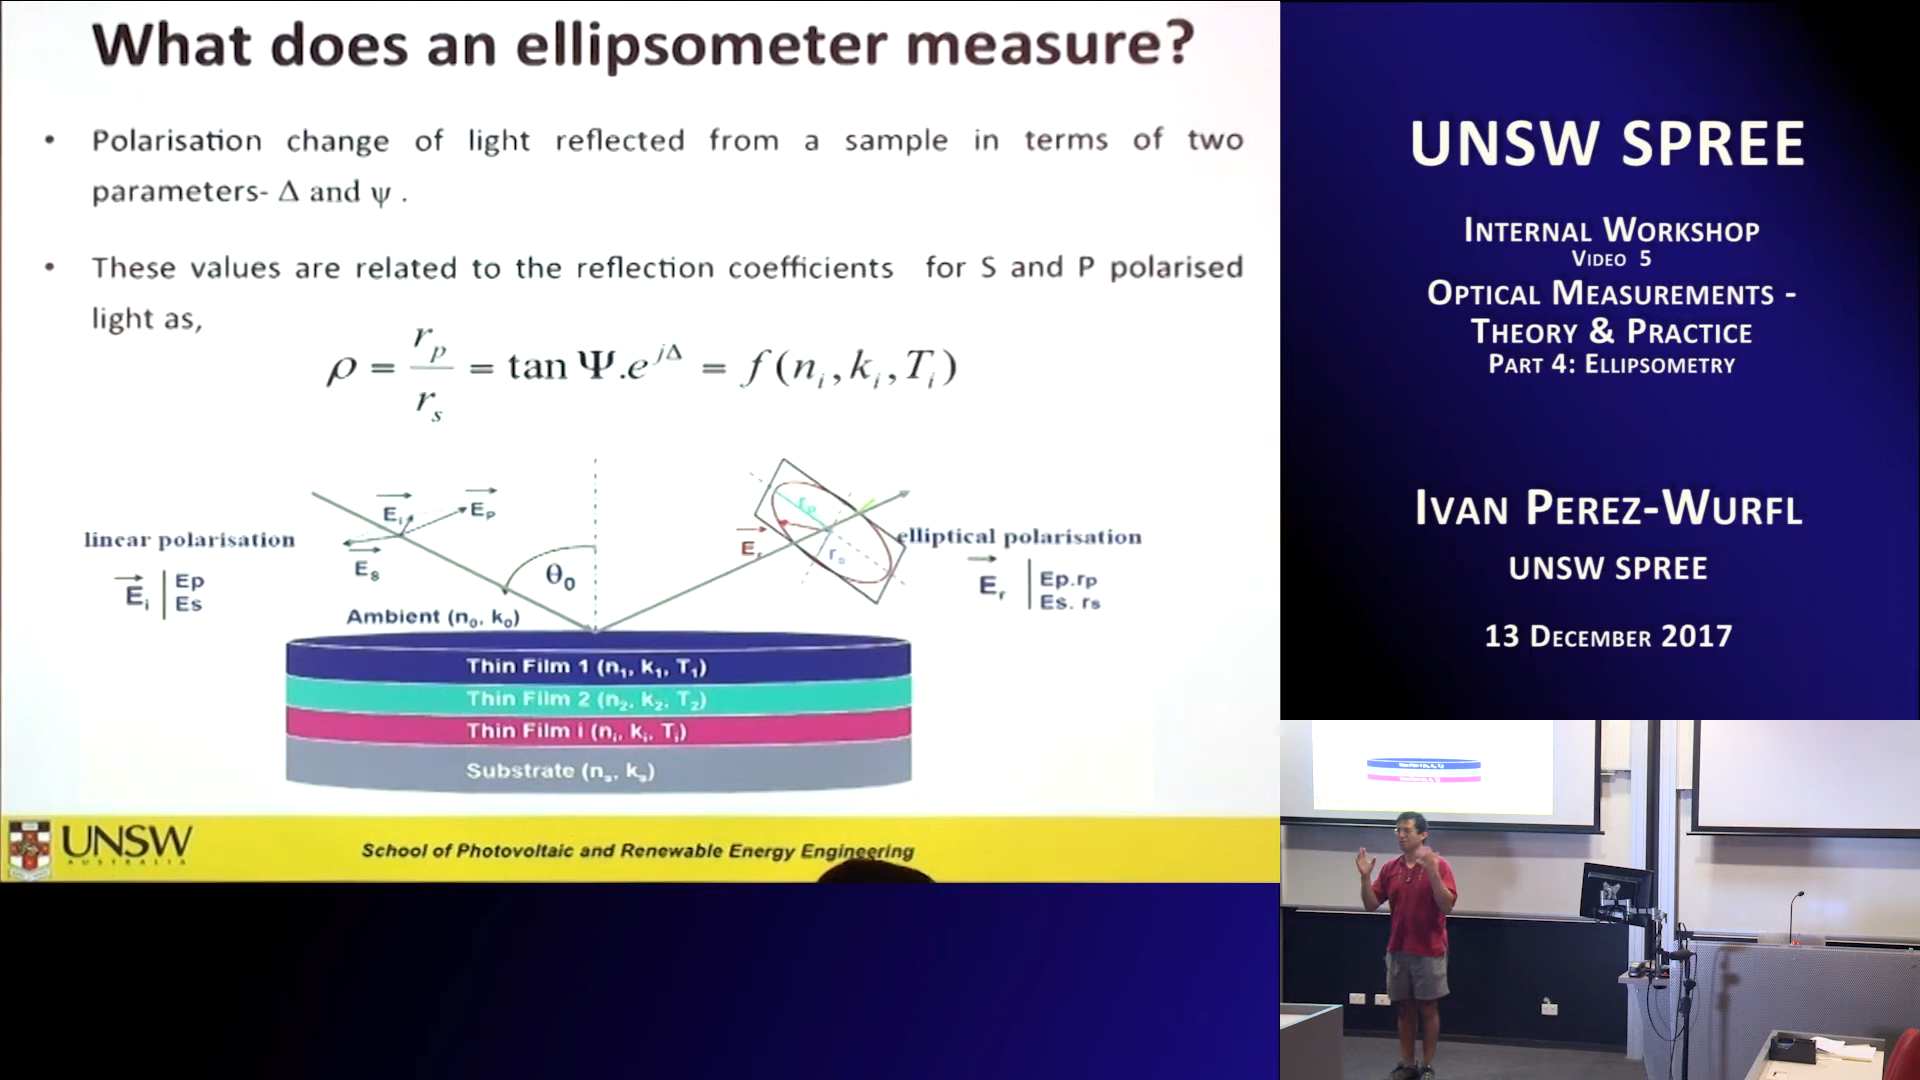 What does an ellipsometer measure?
• Polarisation change of light reflected from a sample in terms of two
parameters- Δ and ψ .
• These values are related to the reflection coefficients for S and P polarised
light as,
ρ = r_p / r_s = tan Ψ.e^{jΔ} = f(n_i, k_i, T_i)
E_i
E_p
E_s
linear polarisation
E_i | Ep
Es
θ_0
Ambient (n_0, k_0)
E_r
elliptical polarisation
E_r | Ep.rp
Es. rs
Thin Film 1 (n_1, k_1, T_1)
Thin Film 2 (n_2, k_2, T_2)
Thin Film i (n_i, k_i, T_i)
Substrate (n_s, k_s)
UNSW
AUSTRALIA
School of Photovoltaic and Renewable Energy Engineering
UNSW SPREE
Internal Workshop
Video 5
Optical Measurements -
Theory & Practice
Part 4: Ellipsometry
Ivan Perez-Wurfl
UNSW SPREE
13 December 2017